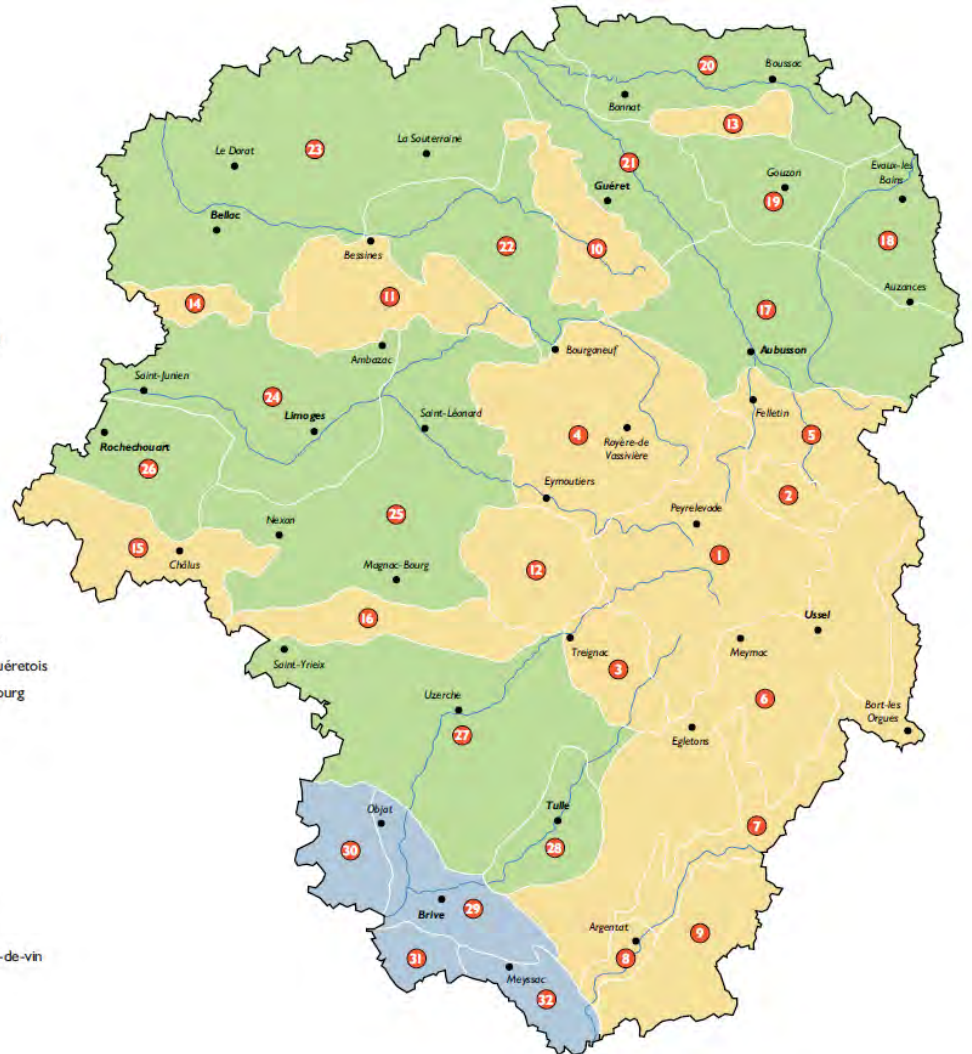 20
Boussac
Bonnat
13
23
La Souterraine
Le Dorat
21
Evaux-les
Bains
Gouzon
Guéret
19
Bellac
18
22
10
Bessines
14
11
Auzances
17
Ambazac
Bourganeuf
Aubusson
Saint-Junien
24
Felletin
Limoges
Saint-Léonard
4
Royère-de
Vassivière
5
Rochechouart
26
Eymoutiers
2
25
Peyrelevade
Nexon
15
Châlus
12
1
Magnac-Bourg
16
Ussel
Treignac
Meymac
Saint-Yrieix
3
uéretois
ourg
6
Uzerche
Bort-les
Orgues
27
Egletons
Objat
Tulle
7
30
28
Brive
29
Argentat
9
-de-vin
31
8
Meyssac
32